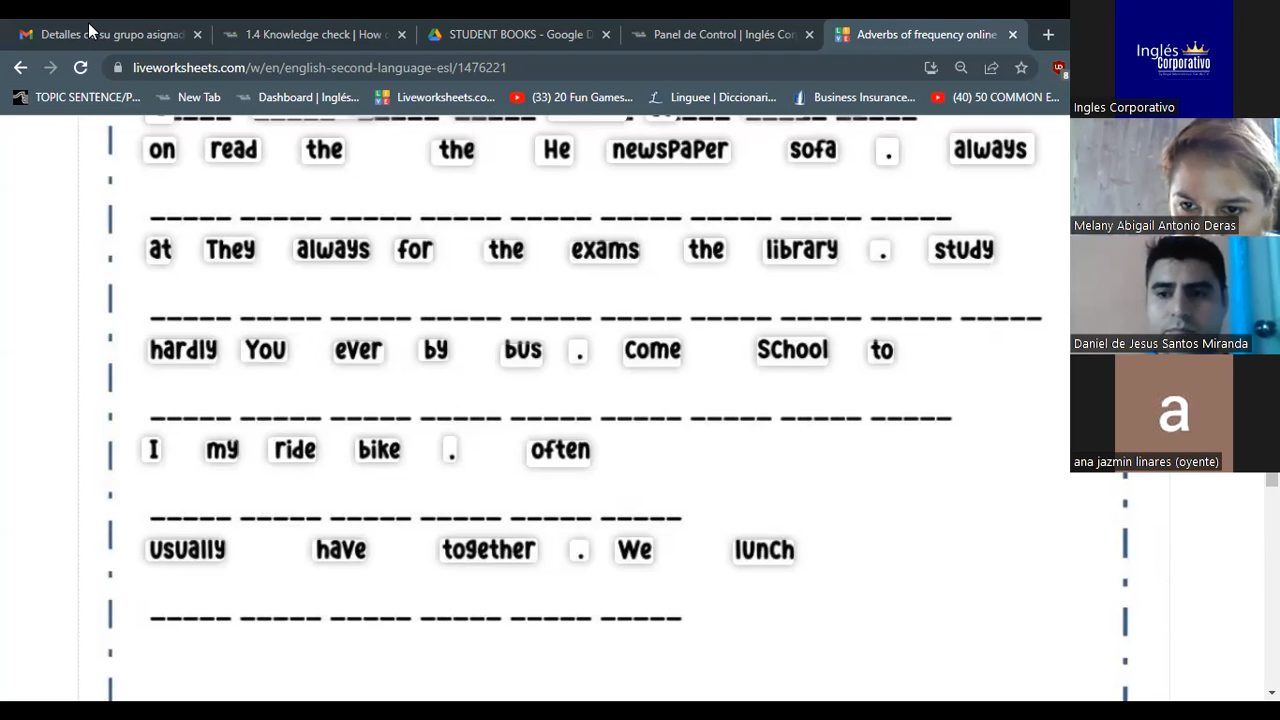 Detalles de su grupo asignad
1.4 Knowledge check | How c
STUDENT BOOKS - Google D
Panel de Control | Inglés Cor
Adverbs of frequency online
liveworksheets.com/w/en/english-second-language-esl/1476221
TOPIC SENTENCE/P...
New Tab
Dashboard | Inglés...
Liveworksheets.co...
(33) 20 Fun Games...
Linguee | Diccionari...
Business Insurance...
(40) 50 COMMON E...
on read the the He newspaper sofa . always
at They always for the exams the library . study
hardly You ever by bus . come school to
I my ride bike . often
usually have together . We lunch
Inglés
Corporativo
Ingles Corporativo
Melany Abigail Antonio Deras
Daniel de Jesus Santos Miranda
a
ana jazmin linares (oyente)